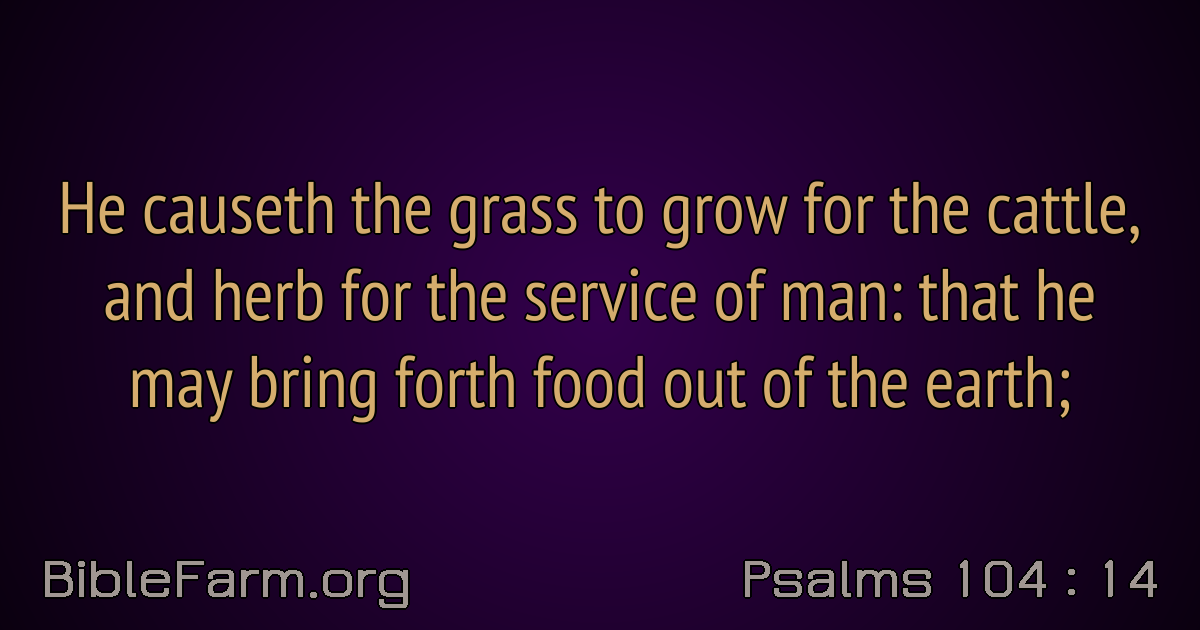 He causeth the grass to grow for the cattle,
and herb for the service of man: that he
may bring forth food out of the earth;
BibleFarm.org
Psalms 104 : 14